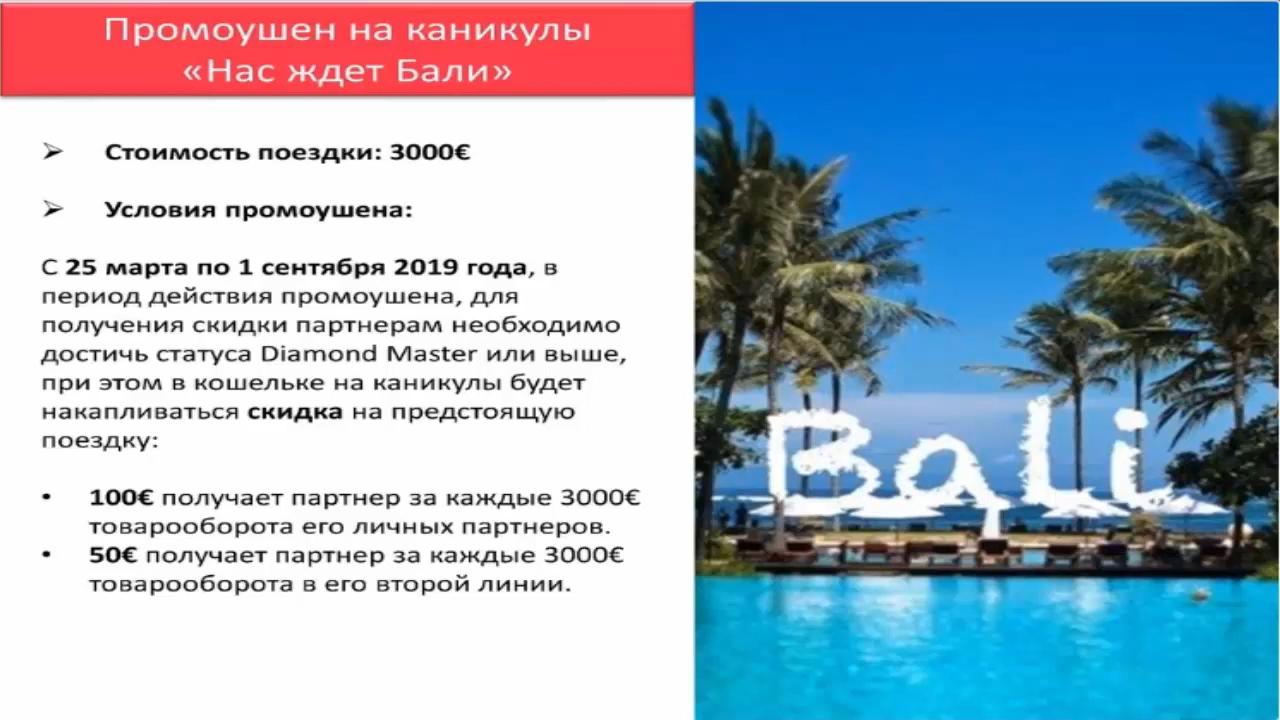 Промоушен на каникулы
«Нас ждет Бали»
Стоимость поездки: 3000€
Условия промоушена:
С 25 марта по 1 сентября 2019 года, в
период действия промоушена, для
получения скидки партнерам необходимо
достичь статуса Diamond Master или выше,
при этом в кошельке на каникулы будет
накапливаться скидка на предстоящую
поездку:
• 100€ получает партнер за каждые 3000€
товарооборота его личных партнеров.
• 50€ получает партнер за каждые 3000€
товарооборота в его второй линии.
Bali